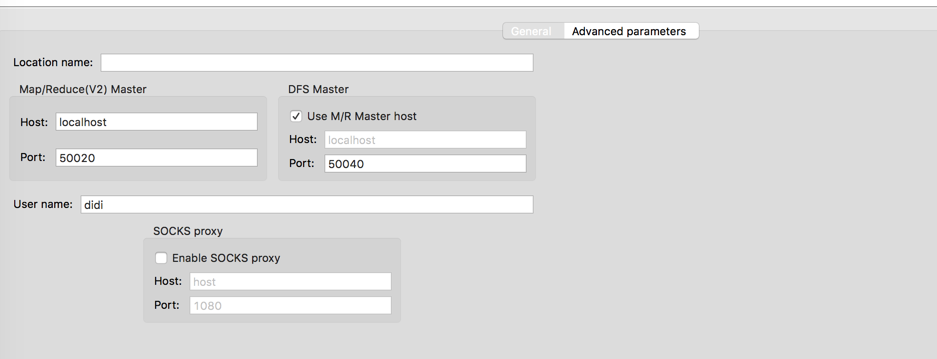 General Advanced parameters
Location name:
Map/Reduce(V2) Master
Host: localhost
Port: 50020
DFS Master
Use M/R Master host
Host: localhost
Port: 50040
User name: didi
SOCKS proxy
Enable SOCKS proxy
Host: host
Port: 1080